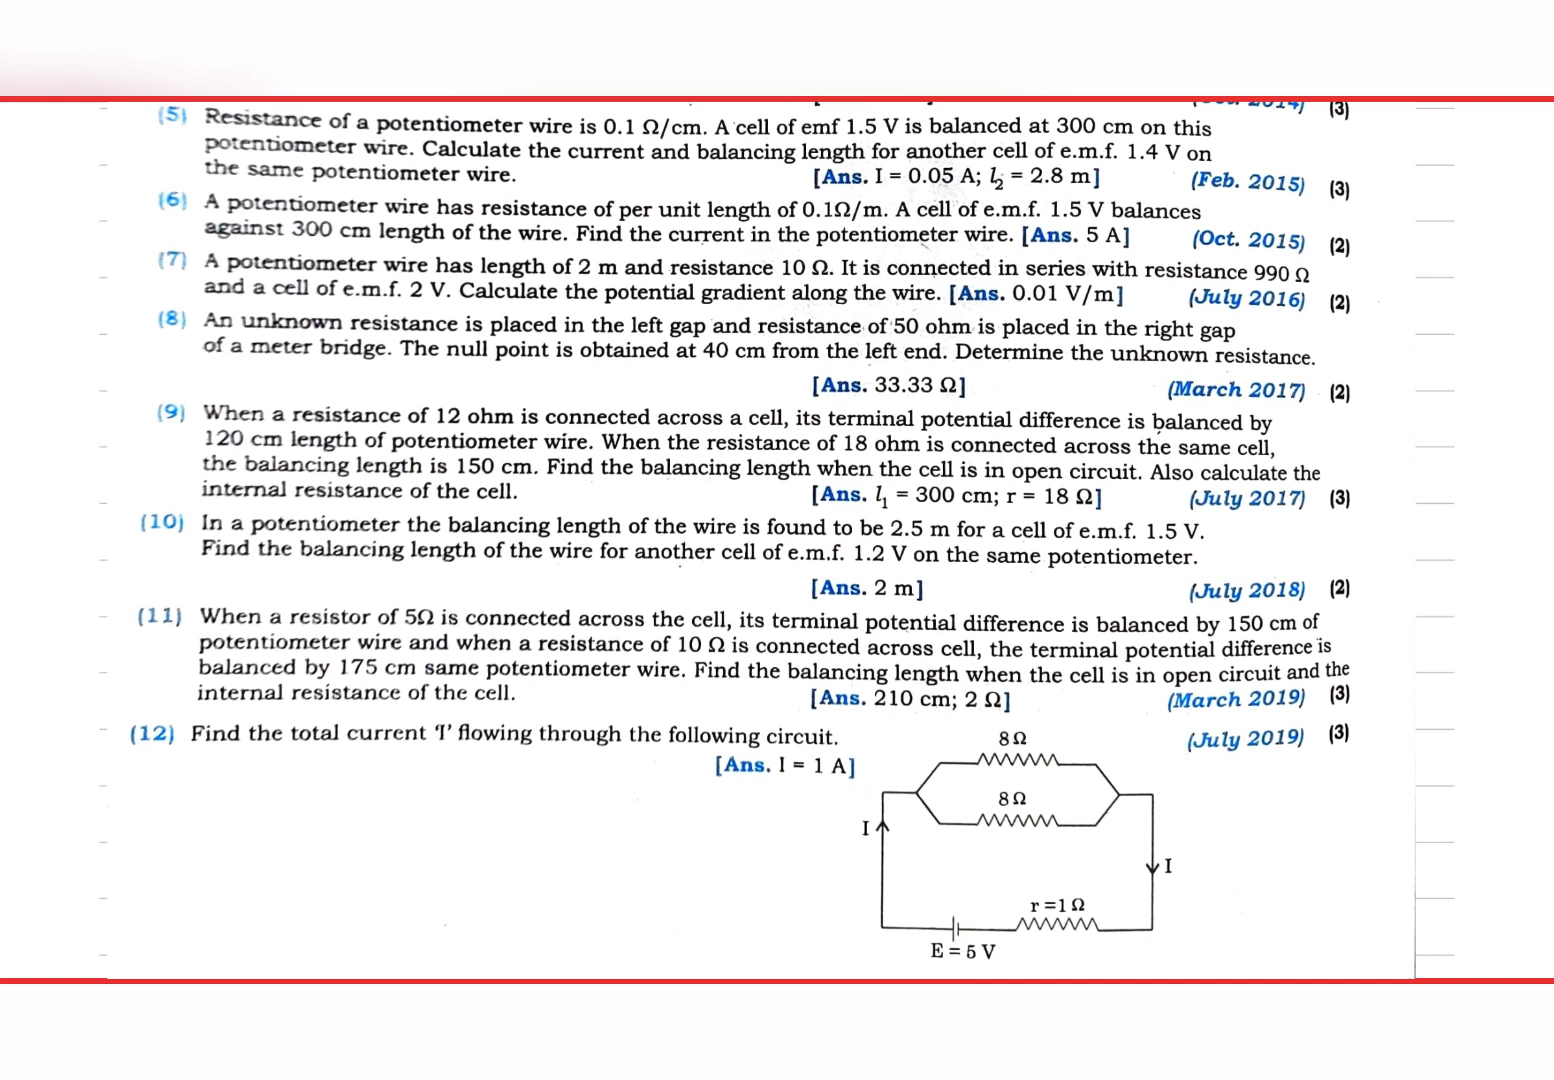 (3)
(5) Resistance of a potentiometer wire is 0.1 Ω/cm. A cell of emf 1.5 V is balanced at 300 cm on this
potentiometer wire. Calculate the current and balancing length for another cell of e.m.f. 1.4 V on
the same potentiometer wire. [Ans. I = 0.05 A; l₂ = 2.8 m] (Feb. 2015) (3)
(6) A potentiometer wire has resistance of per unit length of 0.1Ω/m. A cell of e.m.f. 1.5 V balances
against 300 cm length of the wire. Find the current in the potentiometer wire. [Ans. 5 A] (Oct. 2015) (2)
(7) A potentiometer wire has length of 2 m and resistance 10 Ω. It is connected in series with resistance 990 Ω
and a cell of e.m.f. 2 V. Calculate the potential gradient along the wire. [Ans. 0.01 V/m] (July 2016) (2)
(8) An unknown resistance is placed in the left gap and resistance of 50 ohm is placed in the right gap
of a meter bridge. The null point is obtained at 40 cm from the left end. Determine the unknown resistance.
[Ans. 33.33 Ω] (March 2017) (2)
(9) When a resistance of 12 ohm is connected across a cell, its terminal potential difference is balanced by
120 cm length of potentiometer wire. When the resistance of 18 ohm is connected across the same cell,
the balancing length is 150 cm. Find the balancing length when the cell is in open circuit. Also calculate the
internal resistance of the cell. [Ans. l₁ = 300 cm; r = 18 Ω] (July 2017) (3)
(10) In a potentiometer the balancing length of the wire is found to be 2.5 m for a cell of e.m.f. 1.5 V.
Find the balancing length of the wire for another cell of e.m.f. 1.2 V on the same potentiometer.
[Ans. 2 m] (July 2018) (2)
(11) When a resistor of 5Ω is connected across the cell, its terminal potential difference is balanced by 150 cm of
potentiometer wire and when a resistance of 10 Ω is connected across cell, the terminal potential difference is
balanced by 175 cm same potentiometer wire. Find the balancing length when the cell is in open circuit and the
internal resistance of the cell. [Ans. 210 cm; 2 Ω] (March 2019) (3)
(12) Find the total current 'I' flowing through the following circuit. (July 2019) (3)
[Ans. I = 1 A]
8 Ω
8 Ω
I
I
r =1 Ω
E = 5 V